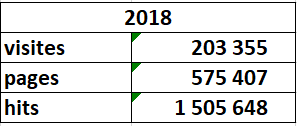 2018
visites 203 355
pages 575 407
hits 1 505 648